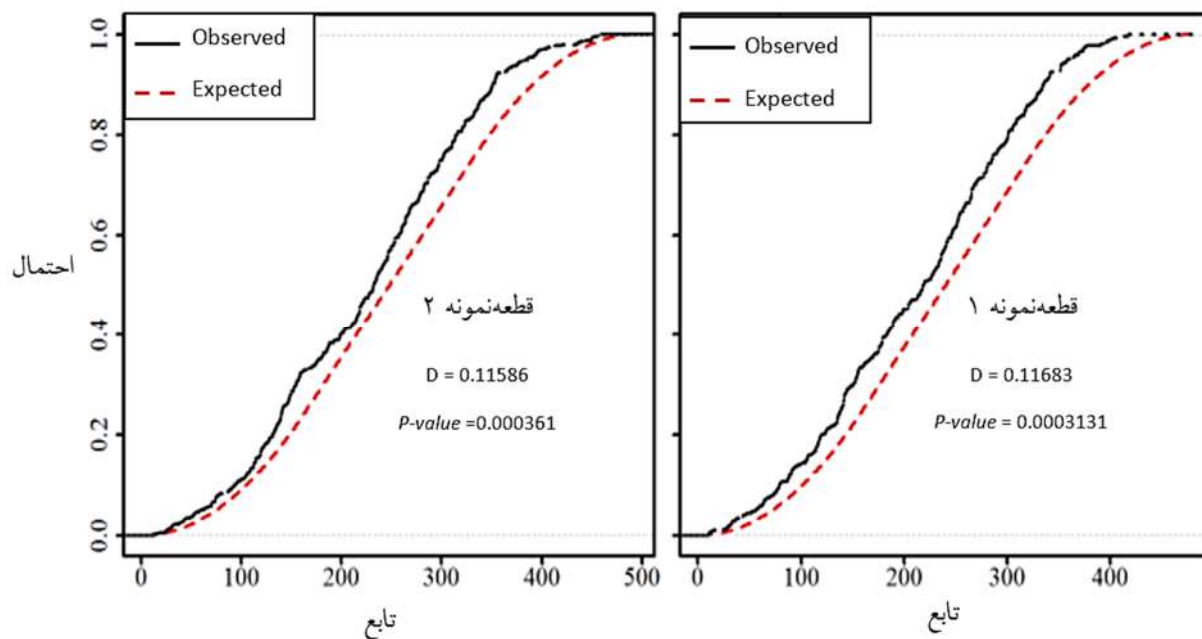 Observed
Expected
احتمال
1.0
0.8
0.6
0.4
0.2
0.0
قطعه‌نمونه ۲
D = 0.11586
P-value =0.000361
0 100 200 300 400 500
تابع
Observed
Expected
قطعه‌نمونه ۱
D = 0.11683
P-value = 0.0003131
0 100 200 300 400
تابع